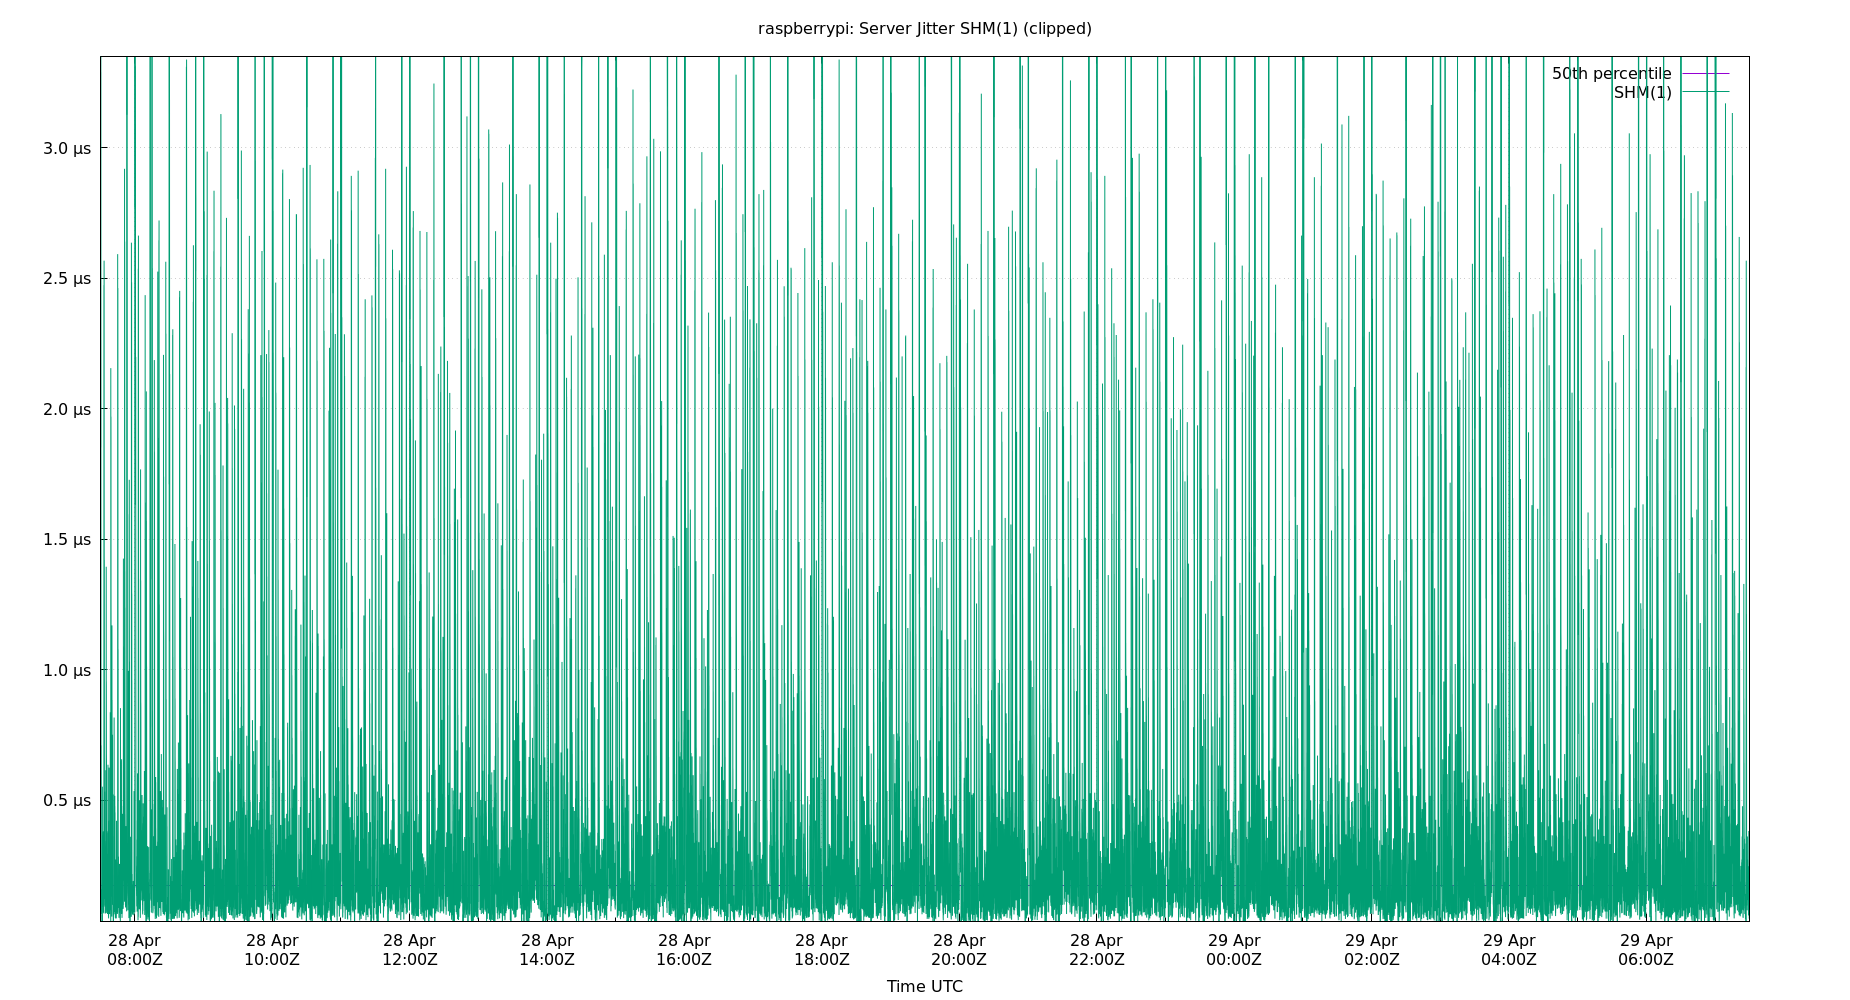 raspberrypi: Server Jitter SHM(1) (clipped)
50th percentile
SHM(1)
3.0 µs
2.5 µs
2.0 µs
1.5 µs
1.0 µs
0.5 µs
28 Apr 28 Apr 28 Apr 28 Apr 28 Apr 28 Apr 28 Apr 28 Apr 29 Apr 29 Apr 29 Apr 29 Apr
08:00Z 10:00Z 12:00Z 14:00Z 16:00Z 18:00Z 20:00Z 22:00Z 00:00Z 02:00Z 04:00Z 06:00Z
Time UTC